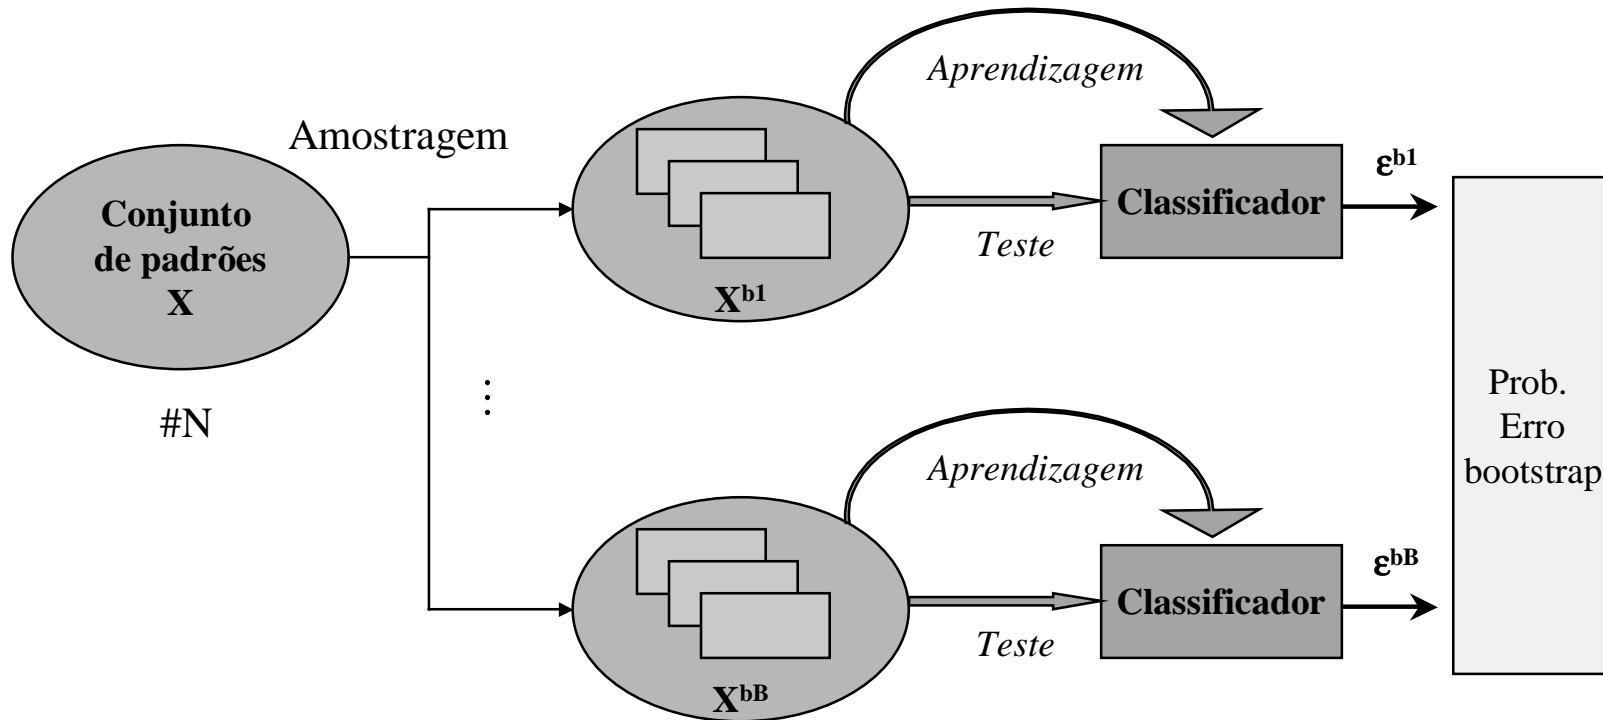 Amostragem
Conjunto
de padrões
X
#N
⋮
X^b1
Aprendizagem
Teste
Classificador
ε^b1
X^bB
Aprendizagem
Teste
Classificador
ε^bB
Prob.
Erro
bootstrap